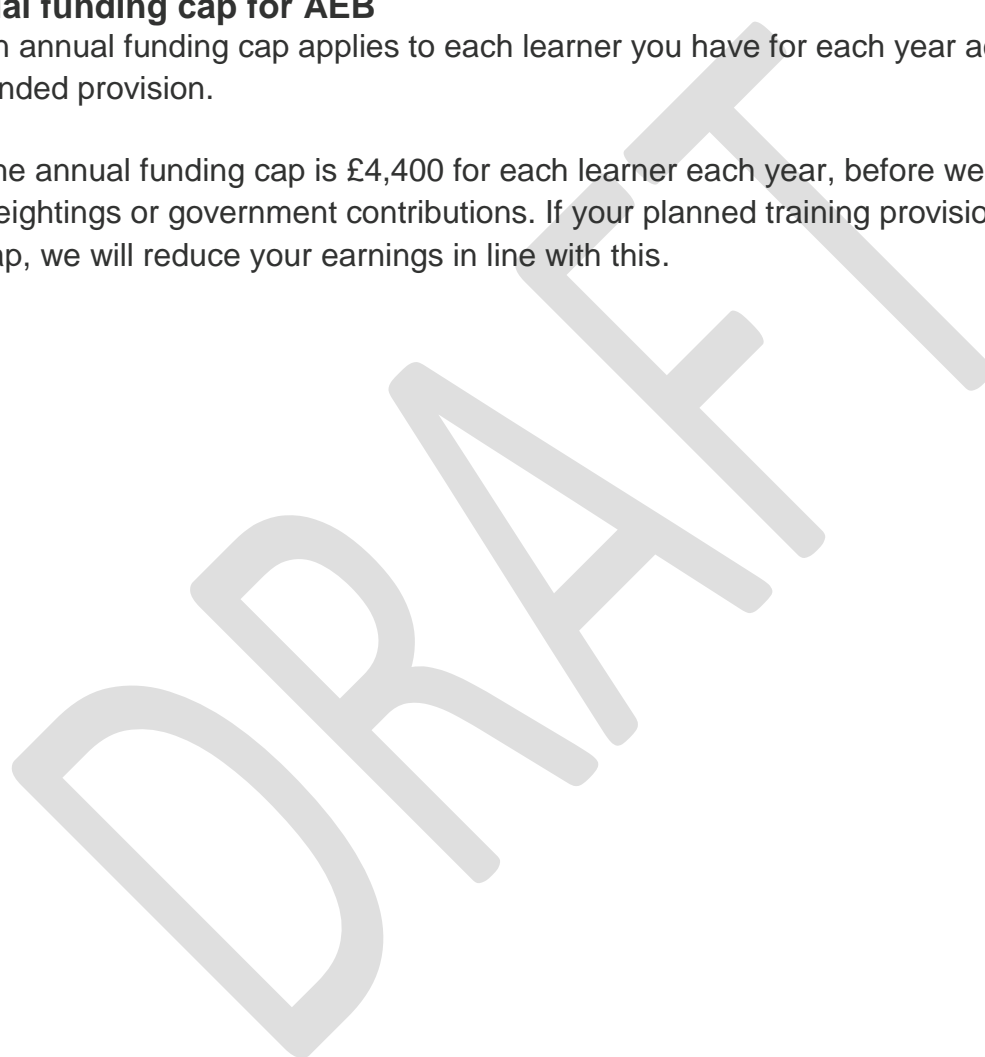 al funding cap for AEB
n annual funding cap applies to each learner you have for each year a
nded provision.
ne annual funding cap is £4,400 for each learner each year, before we
eightings or government contributions. If your planned training provisio
ap, we will reduce your earnings in line with this.
DRAFT